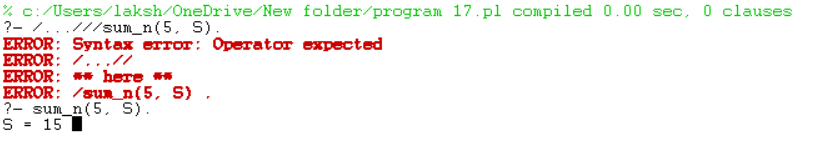 % c:/Users/laksh/OneDrive/New folder/program 17.pl compiled 0.00 sec, 0 clauses
?- /...///sum_n(5, S).
ERROR: Syntax error: Operator expected
ERROR: /...//
ERROR: ** here **
ERROR: /sum_n(5, S) .
?- sum_n(5, S).
S = 15